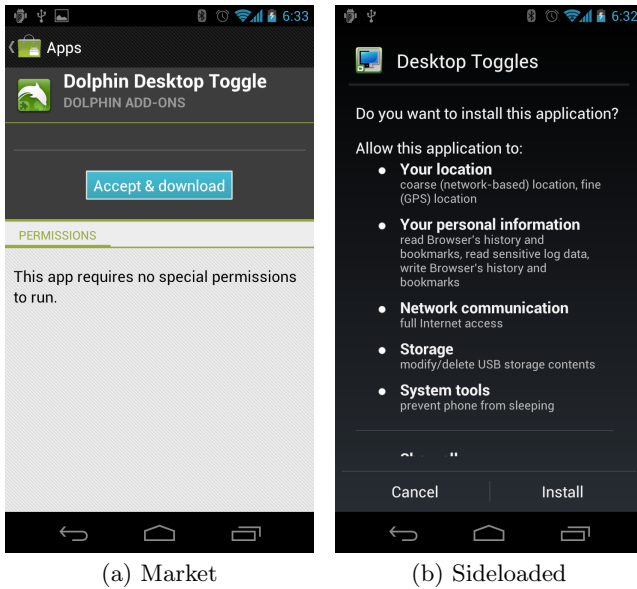 6:33
Apps
Dolphin Desktop Toggle
DOLPHIN ADD-ONS
Accept & download
PERMISSIONS
This app requires no special permissions
to run.
(a) Market
6:32
Desktop Toggles
Do you want to install this application?
Allow this application to:
Your location
coarse (network-based) location, fine
(GPS) location
Your personal information
read Browser's history and
bookmarks, read sensitive log data,
write Browser's history and
bookmarks
Network communication
full Internet access
Storage
modify/delete USB storage contents
System tools
prevent phone from sleeping
Cancel
Install
(b) Sideloaded